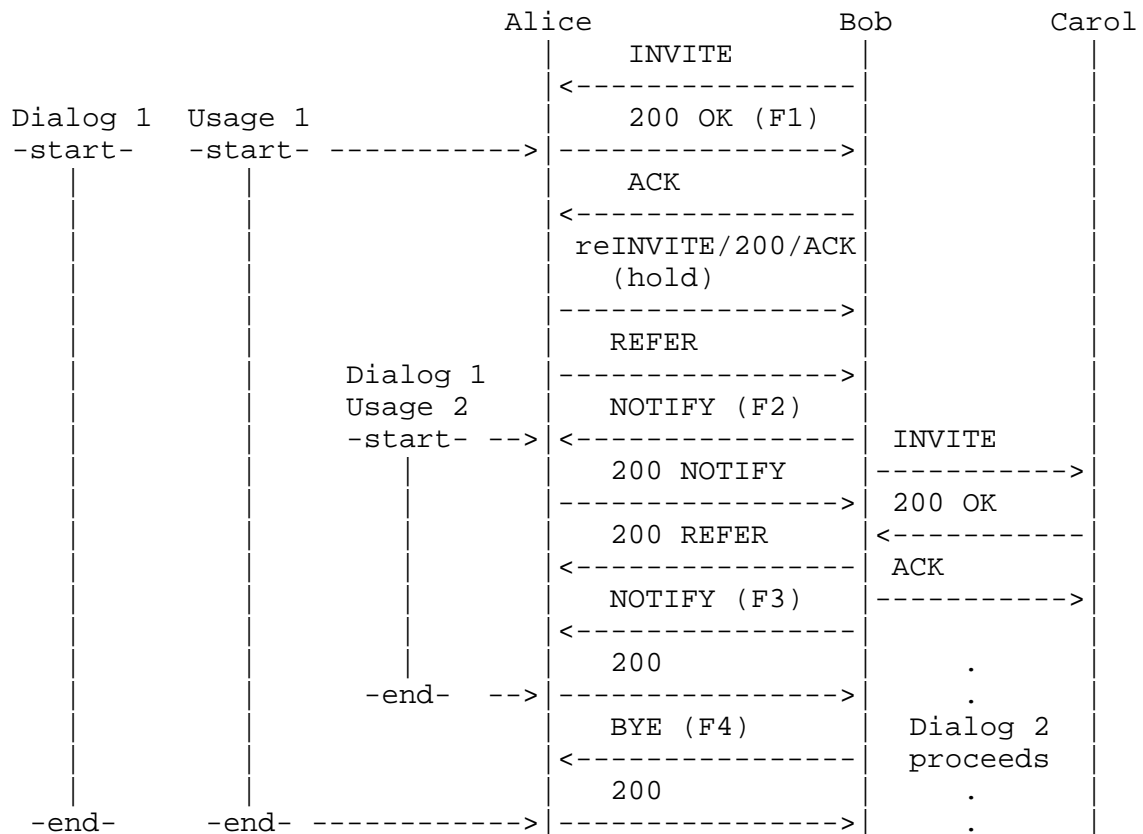 Alice Bob Carol
INVITE
Dialog 1 Usage 1 200 OK (F1)
-start- -start-
ACK
reINVITE/200/ACK
(hold)
REFER
Dialog 1
Usage 2 NOTIFY (F2)
-start- INVITE
200 NOTIFY
200 OK
200 REFER
ACK
NOTIFY (F3)
200
-end-
BYE (F4) Dialog 2
proceeds
200
-end- -end-